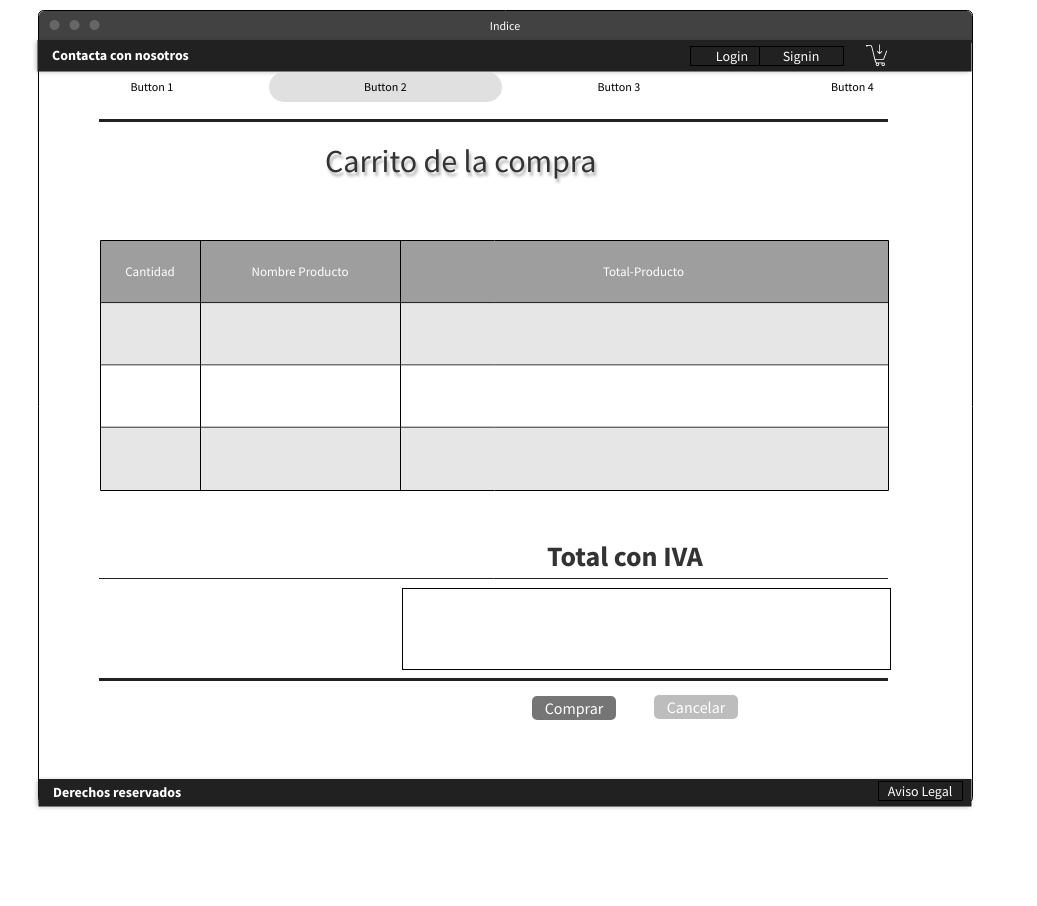 Indice
Contacta con nosotros Login Signin
Button 1 Button 2 Button 3 Button 4
Carrito de la compra
Cantidad Nombre Producto Total-Producto
Total con IVA
Comprar Cancelar
Derechos reservados Aviso Legal